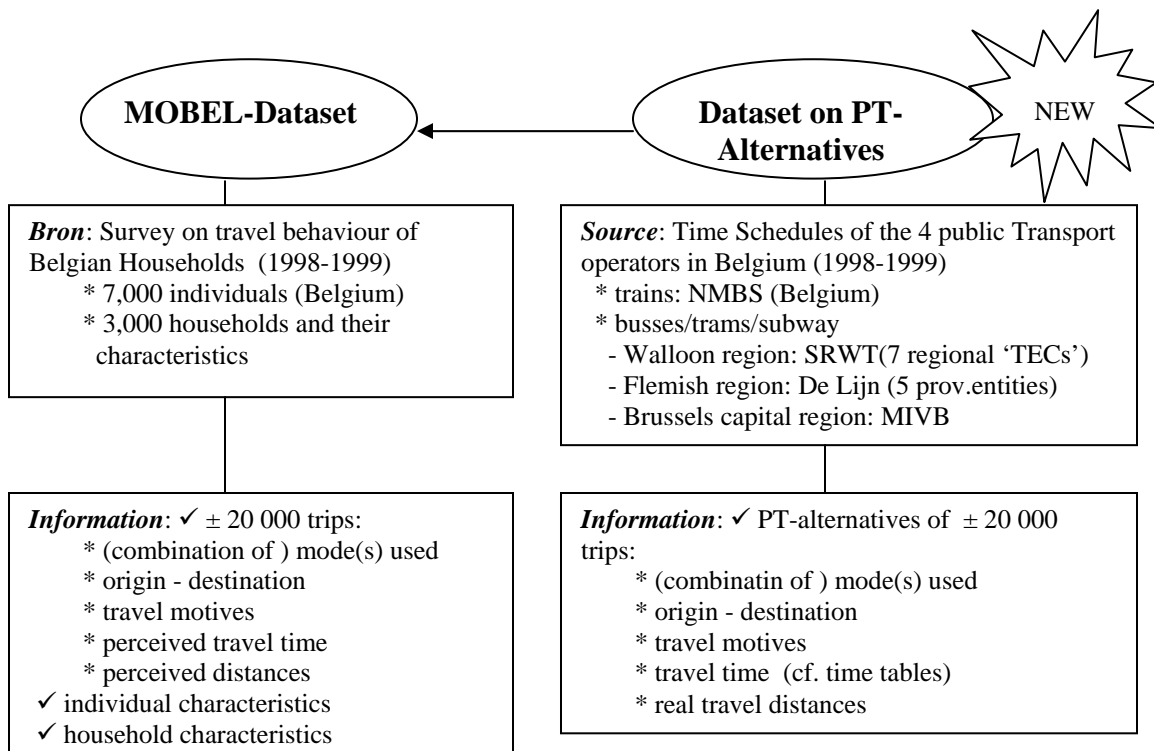 MOBEL-Dataset
Dataset on PT-
Alternatives
NEW
Bron: Survey on travel behaviour of
Belgian Households (1998-1999)
* 7,000 individuals (Belgium)
* 3,000 households and their
characteristics
Source: Time Schedules of the 4 public Transport
operators in Belgium (1998-1999)
* trains: NMBS (Belgium)
* busses/trams/subway
- Walloon region: SRWT(7 regional ‘TECs’)
- Flemish region: De Lijn (5 prov.entities)
- Brussels capital region: MIVB
Information: ✓ ± 20 000 trips:
* (combination of ) mode(s) used
* origin - destination
* travel motives
* perceived travel time
* perceived distances
✓ individual characteristics
✓ household characteristics
Information: ✓ PT-alternatives of ± 20 000
trips:
* (combinatin of ) mode(s) used
* origin - destination
* travel motives
* travel time (cf. time tables)
* real travel distances